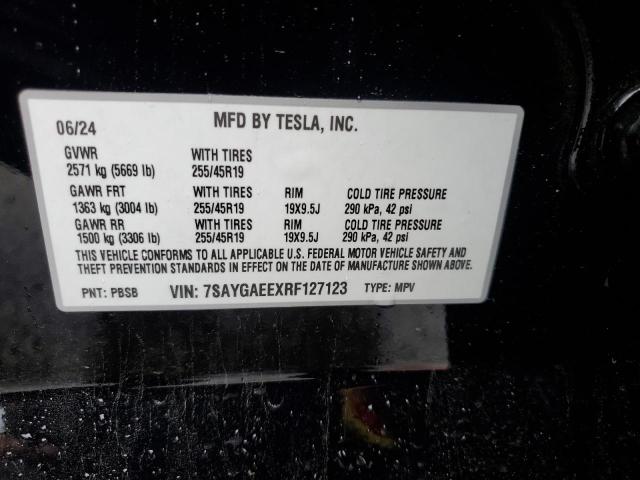 06/24 MFD BY TESLA, INC.
GVWR WITH TIRES
2571 kg (5669 lb) 255/45R19
GAWR FRT WITH TIRES RIM COLD TIRE PRESSURE
1363 kg (3004 lb) 255/45R19 19X9.5J 290 kPa, 42 psi
GAWR RR WITH TIRES RIM COLD TIRE PRESSURE
1500 kg (3306 lb) 255/45R19 19X9.5J 290 kPa, 42 psi
THIS VEHICLE CONFORMS TO ALL APPLICABLE U.S. FEDERAL MOTOR VEHICLE SAFETY AND
THEFT PREVENTION STANDARDS IN EFFECT ON THE DATE OF MANUFACTURE SHOWN ABOVE.
PNT: PBSB VIN: 7SAYGAEEXRF127123 TYPE: MPV